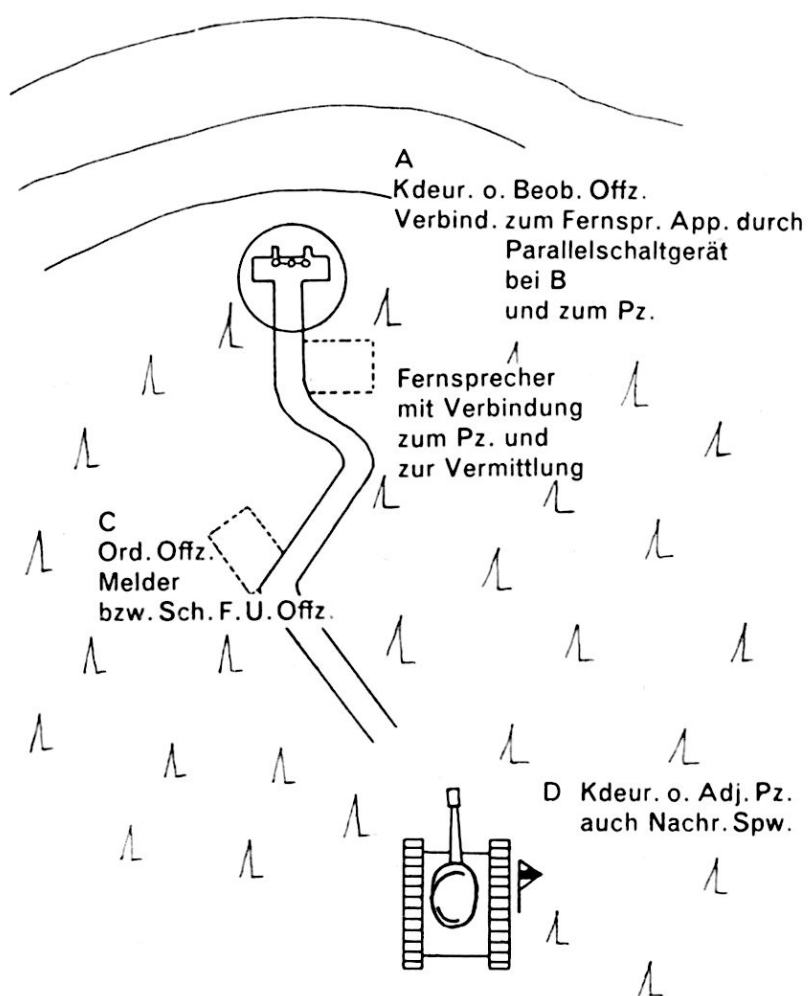 A
Kdeur. o. Beob. Offz.
Verbind. zum Fernspr. App. durch
Parallelschaltgerät
bei B
und zum Pz.
Fernsprecher
mit Verbindung
zum Pz. und
zur Vermittlung
C
Ord. Offz.
Melder
bzw. Sch. F. U. Offz.
D Kdeur. o. Adj. Pz.
auch Nachr. Spw.